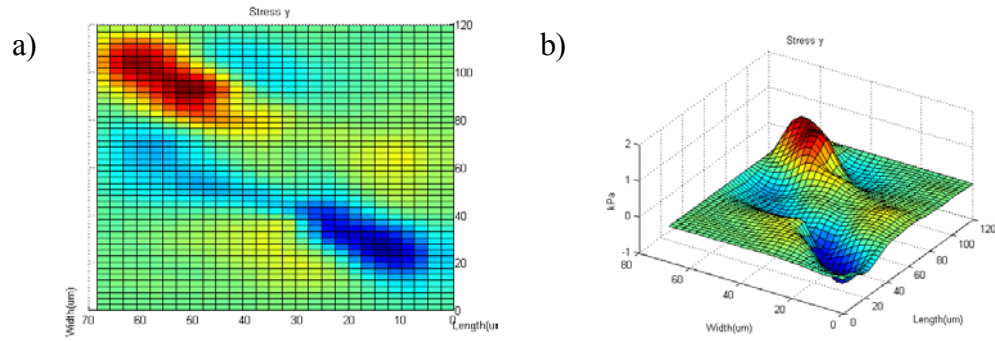 a)
Stress y
120
100
80
60
40
20
0
Width(um)
70 60 50 40 30 20 10 0
Length(um
b)
Stress y
2
1
0
-1
kPa
80 60 40 20 0
Width(um)
0 20 40 60 80 100 120
Length(um)